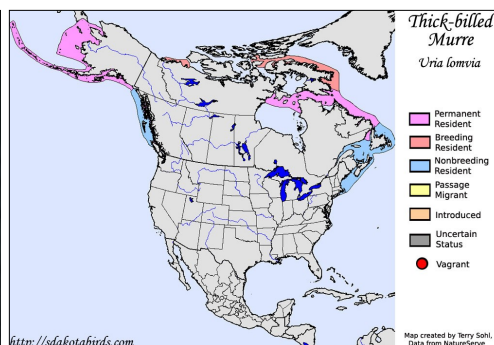 Thick-billed
Murre
Uria lomvia
Permanent
Resident
Breeding
Resident
Nonbreeding
Resident
Passage
Migrant
Introduced
Uncertain
Status
Vagrant
http://sdakotabirds.com
Map created by Terry Sohl,
Data from NatureServe